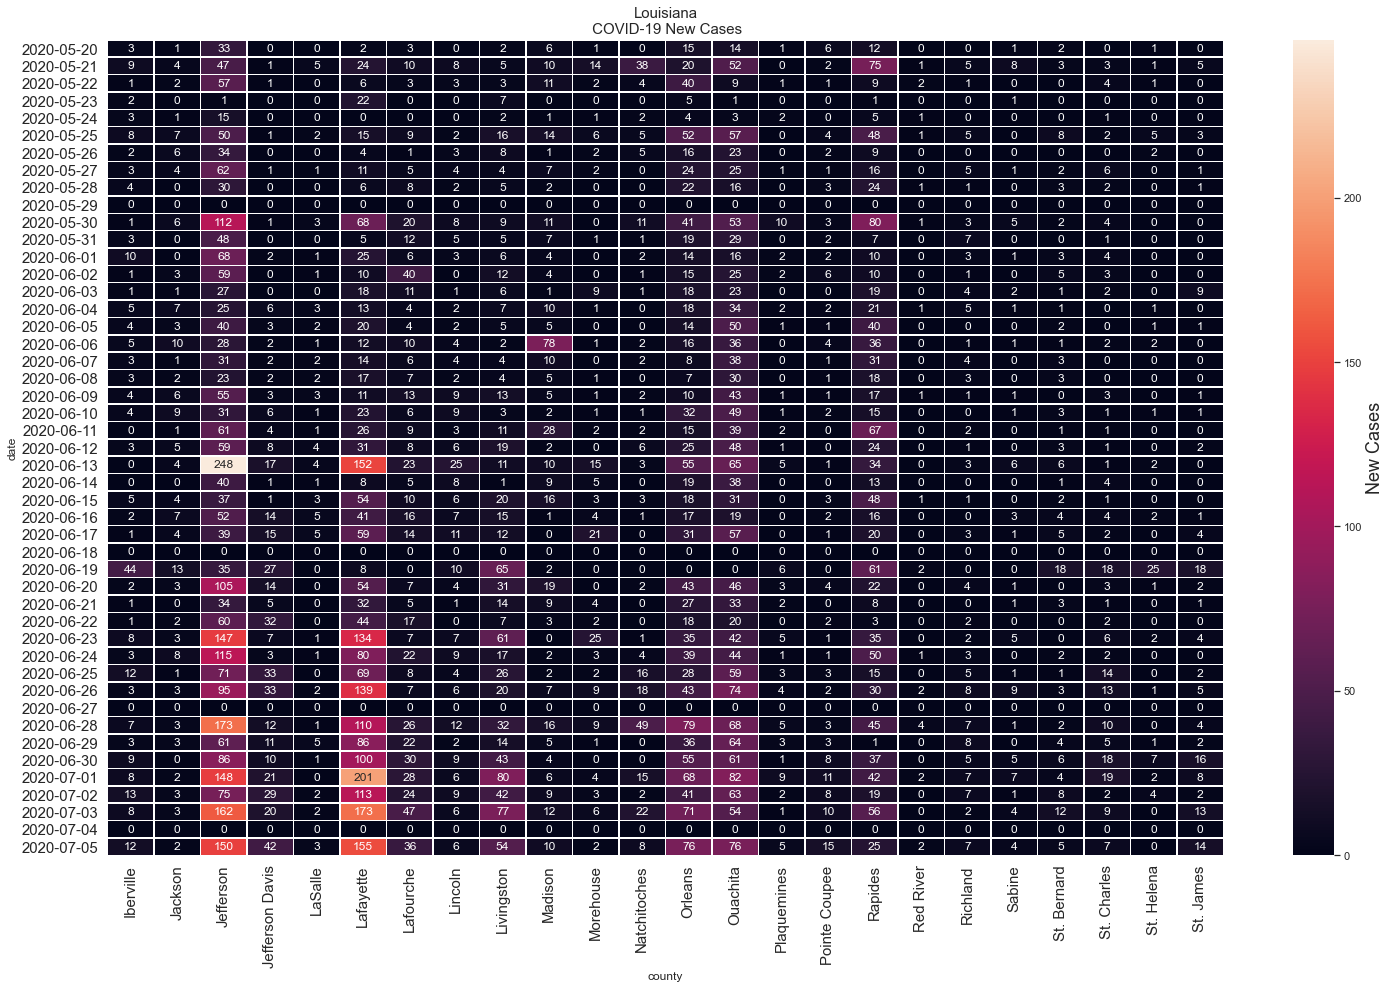 Louisiana
COVID-19 New Cases
2020-05-20 3 1 33 0 0 2 3 0 2 6 1 0 15 14 1 6 12 0 0 1 2 0 1 0
2020-05-21 9 4 47 1 5 24 10 8 5 10 14 38 20 52 0 2 75 1 5 8 3 3 1 5
2020-05-22 1 2 57 1 0 6 3 3 3 11 2 4 40 9 1 1 9 2 1 0 0 4 1 0
2020-05-23 2 0 1 0 0 22 0 0 7 0 0 0 5 1 0 0 1 0 0 1 0 0 0 0
2020-05-24 3 1 15 0 0 0 0 0 2 1 1 2 4 3 2 0 5 1 0 0 0 1 0 0
2020-05-25 8 7 50 1 2 15 9 2 16 14 6 5 52 57 0 4 48 1 5 0 8 2 5 3
2020-05-26 2 6 34 0 0 4 1 3 8 1 2 5 16 23 0 2 9 0 0 0 0 0 2 0
2020-05-27 3 4 62 1 1 11 5 4 4 7 2 0 24 25 1 1 16 0 5 1 2 6 0 1
2020-05-28 4 0 30 0 0 6 8 2 5 2 0 0 22 16 0 3 24 1 1 0 3 2 0 1
2020-05-29 0 0 0 0 0 0 0 0 0 0 0 0 0 0 0 0 0 0 0 0 0 0 0 0
2020-05-30 1 6 112 1 3 68 20 8 9 11 0 11 41 53 10 3 80 1 3 5 2 4 0 0
2020-05-31 3 0 48 0 0 5 12 5 5 7 1 1 19 29 0 2 7 0 7 0 0 1 0 0
2020-06-01 10 0 68 2 1 25 6 3 6 4 0 2 14 16 2 2 10 0 3 1 3 4 0 0
2020-06-02 1 3 59 0 1 10 40 0 12 4 0 1 15 25 2 6 10 0 1 0 5 3 0 0
2020-06-03 1 1 27 0 0 18 11 1 6 1 9 1 18 23 0 0 19 0 4 2 1 2 0 9
2020-06-04 5 7 25 6 3 13 4 2 7 10 1 0 18 34 2 2 21 1 5 1 1 0 1 0
2020-06-05 4 3 40 3 2 20 4 2 5 5 0 0 14 50 1 1 40 0 0 0 2 0 1 1
2020-06-06 5 10 28 2 1 12 10 4 2 78 1 2 16 36 0 4 36 0 1 1 1 2 2 0
2020-06-07 3 1 31 2 2 14 6 4 4 10 0 2 8 38 0 1 31 0 4 0 3 0 0 0
2020-06-08 3 2 23 2 2 17 7 2 4 5 1 0 7 30 0 1 18 0 3 0 3 0 0 0
2020-06-09 4 6 55 3 3 11 13 9 13 5 1 2 10 43 1 1 17 1 1 1 0 3 0 1
2020-06-10 4 9 31 6 1 23 6 9 3 2 1 1 32 49 1 2 15 0 0 1 3 1 1 1
2020-06-11 0 1 61 4 1 26 9 3 11 28 2 2 15 39 2 0 67 0 2 0 1 1 0 0
2020-06-12 3 5 59 8 4 31 8 6 19 2 0 6 25 48 1 0 24 0 1 0 3 1 0 2
2020-06-13 0 4 248 17 4 152 23 25 11 10 15 3 55 65 5 1 34 0 3 6 6 1 2 0
2020-06-14 0 0 40 1 1 8 5 8 1 9 5 0 19 38 0 0 13 0 0 0 1 4 0 0
2020-06-15 5 4 37 1 3 54 10 6 20 16 3 3 18 31 0 3 48 1 1 0 2 1 0 0
2020-06-16 2 7 52 14 5 41 16 7 15 1 4 1 17 19 0 2 16 0 0 3 4 4 2 1
2020-06-17 1 4 39 15 5 59 14 11 12 0 21 0 31 57 0 1 20 0 3 1 5 2 0 4
2020-06-18 0 0 0 0 0 0 0 0 0 0 0 0 0 0 0 0 0 0 0 0 0 0 0 0
2020-06-19 44 13 35 27 0 8 0 10 65 2 0 0 0 0 6 0 61 2 0 0 18 18 25 18
2020-06-20 2 3 105 14 0 54 7 4 31 19 0 2 43 46 3 4 22 0 4 1 0 3 1 2
2020-06-21 1 0 34 5 0 32 5 1 14 9 4 0 27 33 2 0 8 0 0 1 3 1 0 1
2020-06-22 1 2 60 32 0 44 17 0 7 3 2 0 18 20 0 2 3 0 2 0 0 2 0 0
2020-06-23 8 3 147 7 1 134 7 7 61 0 25 1 35 42 5 1 35 0 2 5 0 6 2 4
2020-06-24 3 8 115 3 1 80 22 9 17 2 3 4 39 44 1 1 50 1 3 0 2 2 0 0
2020-06-25 12 1 71 33 0 69 8 4 26 2 2 16 28 59 3 3 15 0 5 1 1 14 0 2
2020-06-26 3 3 95 33 2 139 7 6 20 7 9 18 43 74 4 2 30 2 8 9 3 13 1 5
2020-06-27 0 0 0 0 0 0 0 0 0 0 0 0 0 0 0 0 0 0 0 0 0 0 0 0
2020-06-28 7 3 173 12 1 110 26 12 32 16 9 49 79 68 5 3 45 4 7 1 2 10 0 4
2020-06-29 3 3 61 11 5 86 22 2 14 5 1 0 36 64 3 3 1 0 8 0 4 5 1 2
2020-06-30 9 0 86 10 1 100 30 9 43 4 0 0 55 61 1 8 37 0 5 5 6 18 7 16
2020-07-01 8 2 148 21 0 201 28 6 80 6 4 15 68 82 9 11 42 2 7 7 4 19 2 8
2020-07-02 13 3 75 29 2 113 24 9 42 9 3 2 41 63 2 8 19 0 7 1 8 2 4 2
2020-07-03 8 3 162 20 2 173 47 6 77 12 6 22 71 54 1 10 56 0 2 4 12 9 0 13
2020-07-04 0 0 0 0 0 0 0 0 0 0 0 0 0 0 0 0 0 0 0 0 0 0 0 0
2020-07-05 12 2 150 42 3 155 36 6 54 10 2 8 76 76 5 15 25 2 7 4 5 7 0 14
date
Iberville
Jackson
Jefferson
Jefferson Davis
LaSalle
Lafayette
Lafourche
Lincoln
Livingston
Madison
Morehouse
Natchitoches
Orleans
Ouachita
Plaquemines
Pointe Coupee
Rapides
Red River
Richland
Sabine
St. Bernard
St. Charles
St. Helena
St. James
county
200
150
100
50
0
New Cases